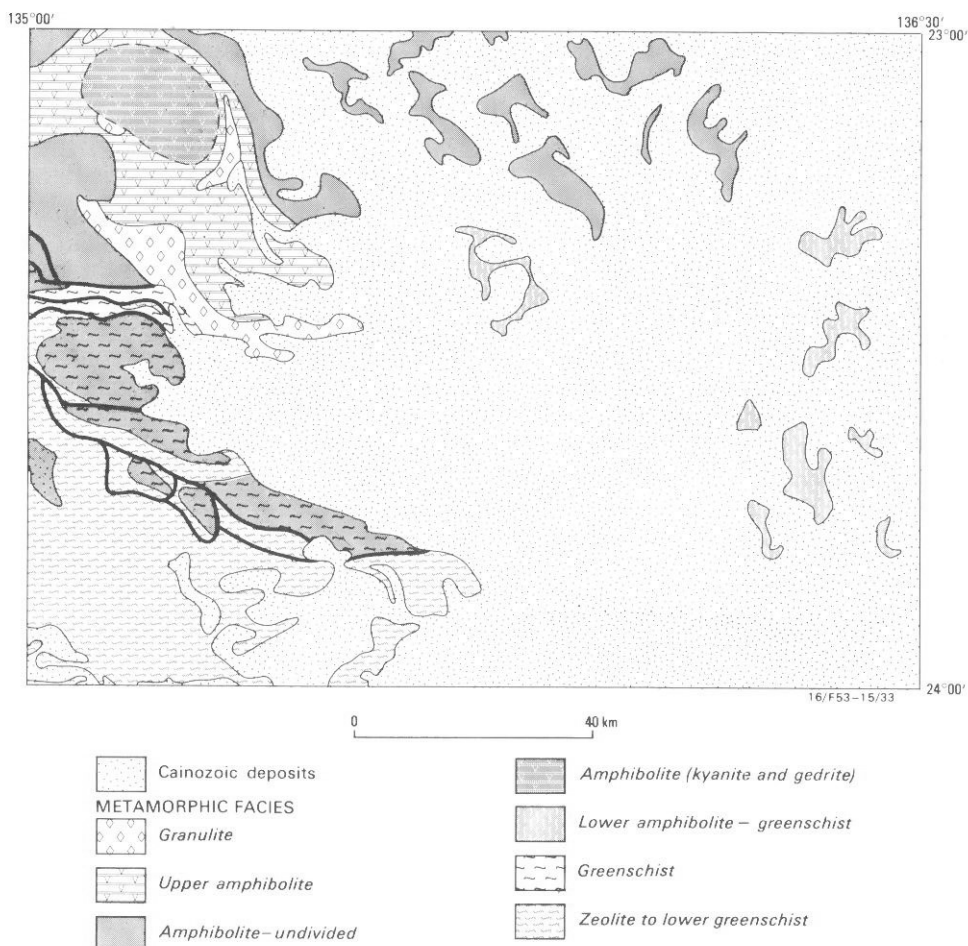 135°00'
136°30'
23°00'
24°00'
16/F53-15/33
0 40 km
Cainozoic deposits
METAMORPHIC FACIES
Granulite
Upper amphibolite
Amphibolite-undivided
Amphibolite (kyanite and gedrite)
Lower amphibolite – greenschist
Greenschist
Zeolite to lower greenschist